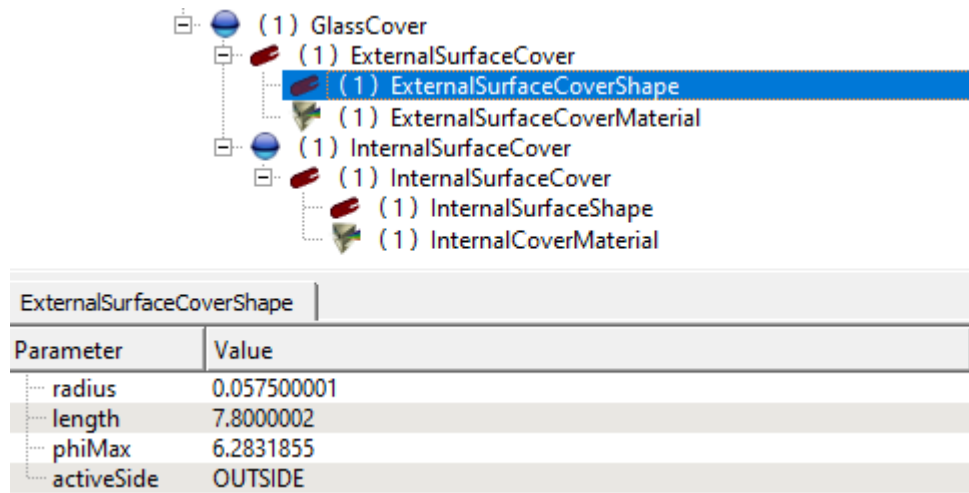 (1) GlassCover
(1) ExternalSurfaceCover
(1) ExternalSurfaceCoverShape
(1) ExternalSurfaceCoverMaterial
(1) InternalSurfaceCover
(1) InternalSurfaceCover
(1) InternalSurfaceShape
(1) InternalCoverMaterial
ExternalSurfaceCoverShape
Parameter Value
radius 0.057500001
length 7.8000002
phiMax 6.2831855
activeSide OUTSIDE